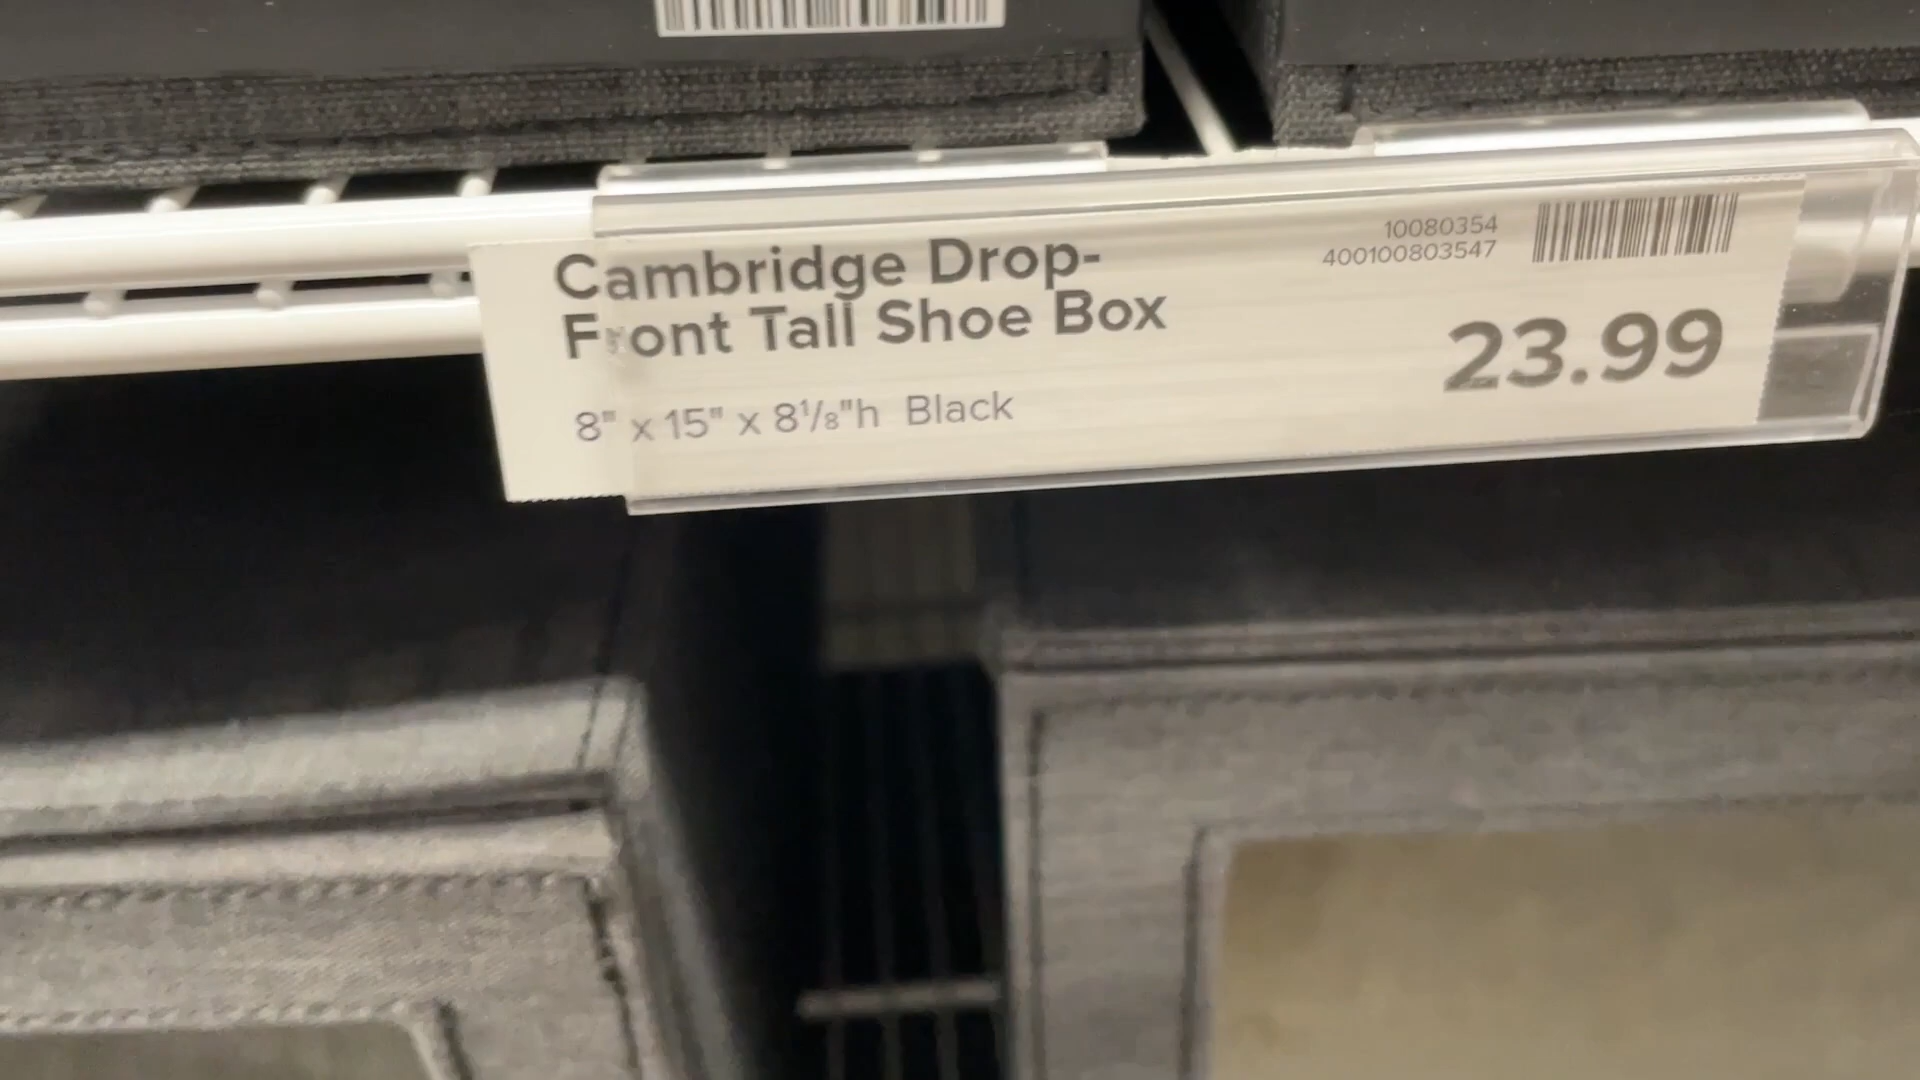 Cambridge Drop-
Front Tall Shoe Box
8" x 15" x 8⅛"h Black
10080354
400100803547
23.99